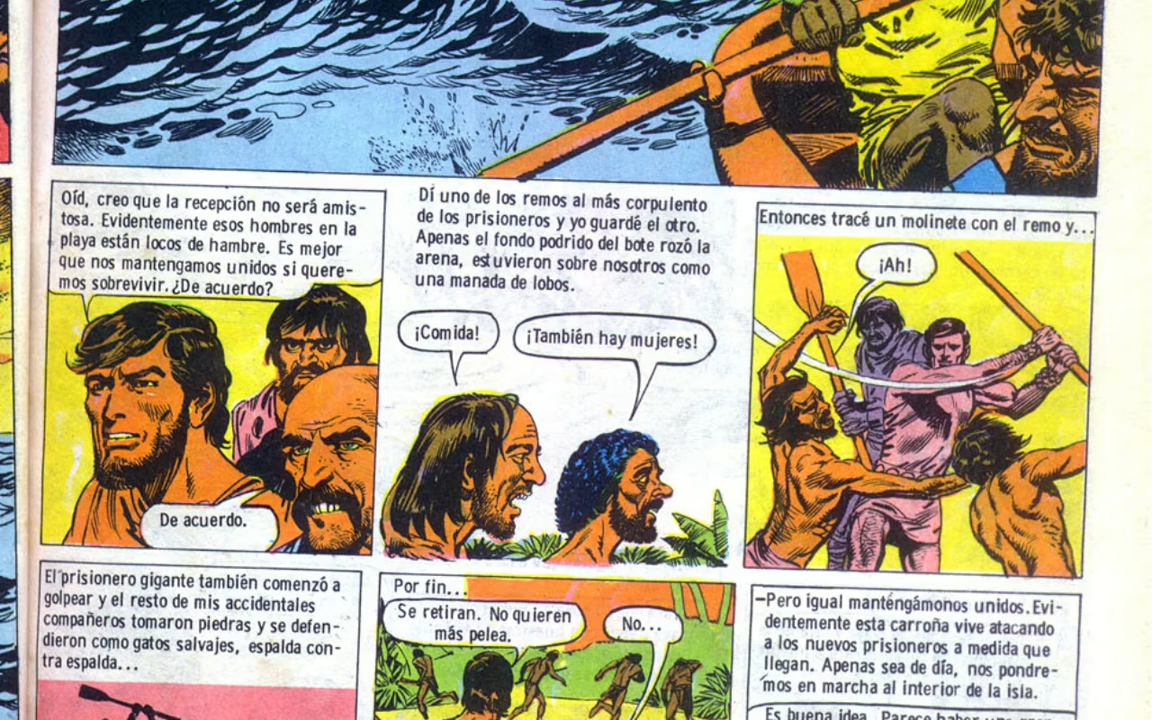 Oíd, creo que la recepción no será amis-
tosa. Evidentemente esos hombres en la
playa están locos de hambre. Es mejor
que nos mantengamos unidos si quere-
mos sobrevivir. ¿De acuerdo?
De acuerdo.
Dí uno de los remos al más corpulento
de los prisioneros y yo guardé el otro.
Apenas el fondo podrido del bote rozó la
arena, estuvieron sobre nosotros como
una manada de lobos.
¡Comida!
¡También hay mujeres!
Entonces tracé un molinete con el remo y...
¡Ah!
El prisionero gigante también comenzó a
golpear y el resto de mis accidentales
compañeros tomaron piedras y se defen-
dieron como gatos salvajes, espalda con-
tra espalda...
Por fin...
Se retiran. No quieren
más pelea.
No...
-Pero igual manténgámonos unidos. Evi-
dentemente esta carroña vive atacando
a los nuevos prisioneros a medida que
llegan. Apenas sea de día, nos pondre-
mos en marcha al interior de la isla.
Es buena idea. Parece haber